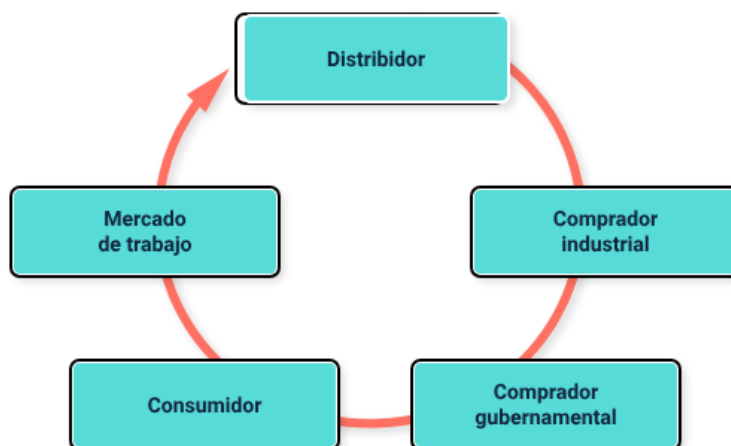 Distribidor
Mercado
de trabajo
Comprador
industrial
Consumidor
Comprador
gubernamental